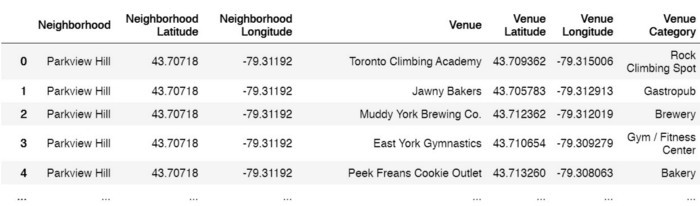 Neighborhood Neighborhood Latitude Neighborhood Longitude Venue Venue Latitude Venue Longitude Venue Category
0 Parkview Hill 43.70718 -79.31192 Toronto Climbing Academy 43.709362 -79.315006 Rock Climbing Spot
1 Parkview Hill 43.70718 -79.31192 Jawny Bakers 43.705783 -79.312913 Gastropub
2 Parkview Hill 43.70718 -79.31192 Muddy York Brewing Co. 43.712362 -79.312019 Brewery
3 Parkview Hill 43.70718 -79.31192 East York Gymnastics 43.710654 -79.309279 Gym / Fitness Center
4 Parkview Hill 43.70718 -79.31192 Peek Freans Cookie Outlet 43.713260 -79.308063 Bakery
... ... ... ... ... ... ... ...